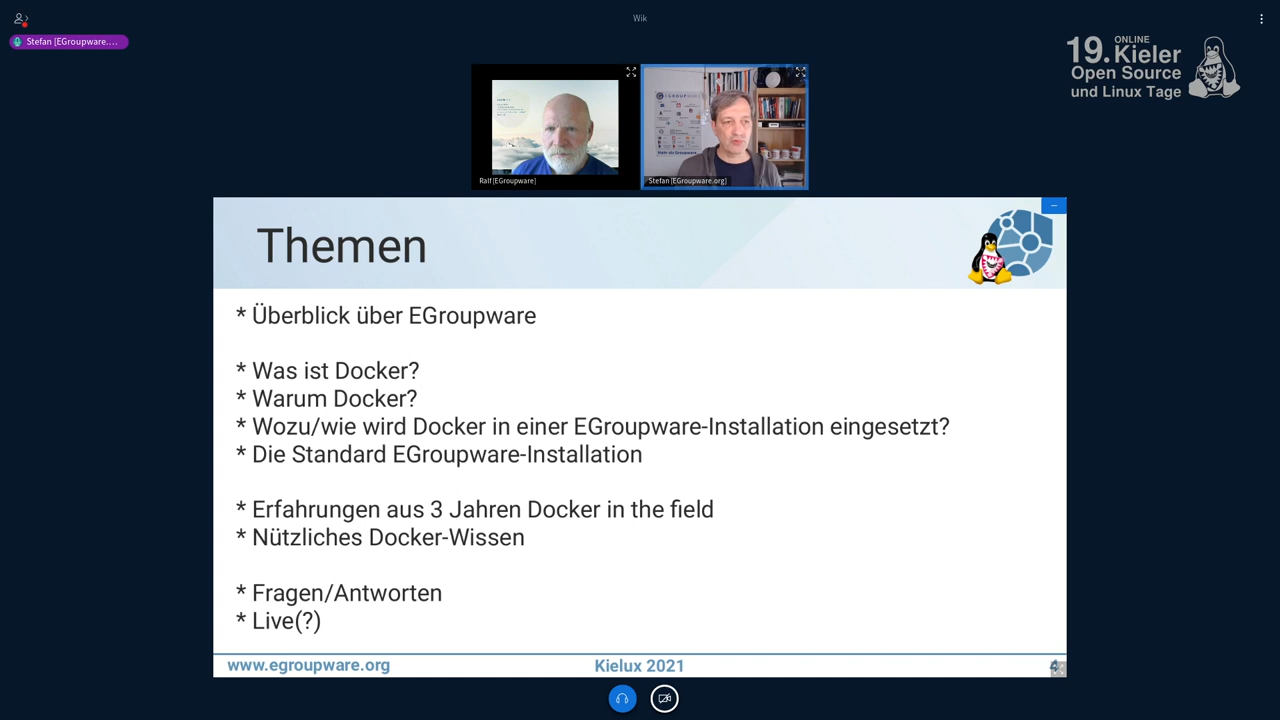 Wik
Stefan [EGroupware....
ONLINE
19. Kieler
Open Source
und Linux Tage
Ralf [EGroupware]
Stefan [EGroupware.org]
Themen
* Überblick über EGroupware
* Was ist Docker?
* Warum Docker?
* Wozu/wie wird Docker in einer EGroupware-Installation eingesetzt?
* Die Standard EGroupware-Installation
* Erfahrungen aus 3 Jahren Docker in the field
* Nützliches Docker-Wissen
* Fragen/Antworten
* Live(?)
www.egroupware.org
Kielux 2021